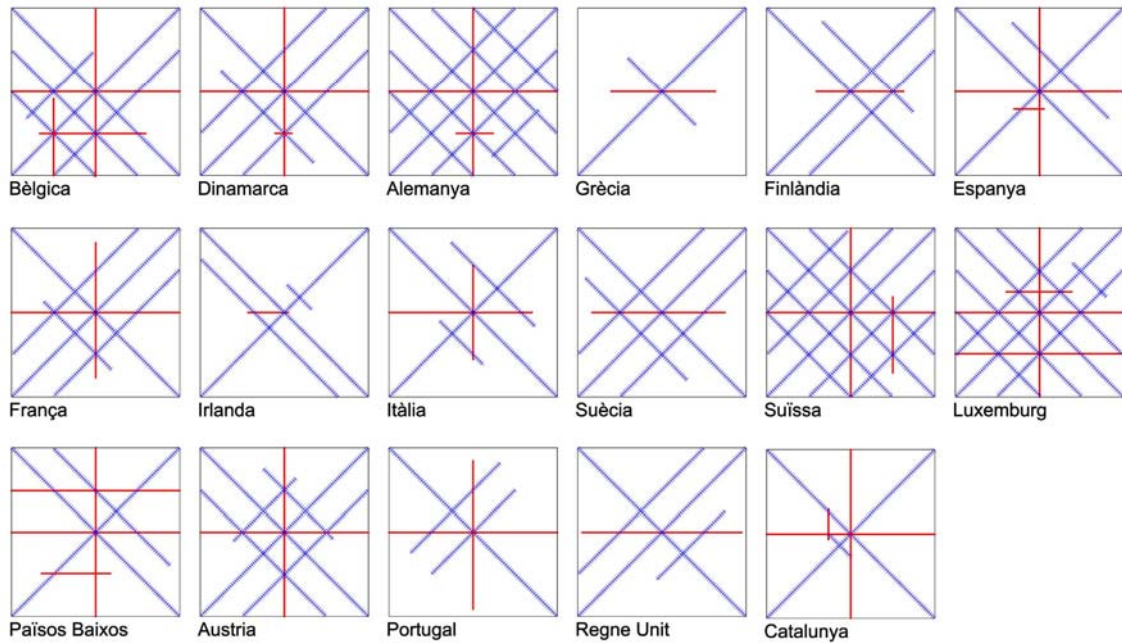 Bèlgica
Dinamarca
Alemanya
Grècia
Finlàndia
Espanya
França
Irlanda
Itàlia
Suècia
Suïssa
Luxemburg
Països Baixos
Austria
Portugal
Regne Unit
Catalunya